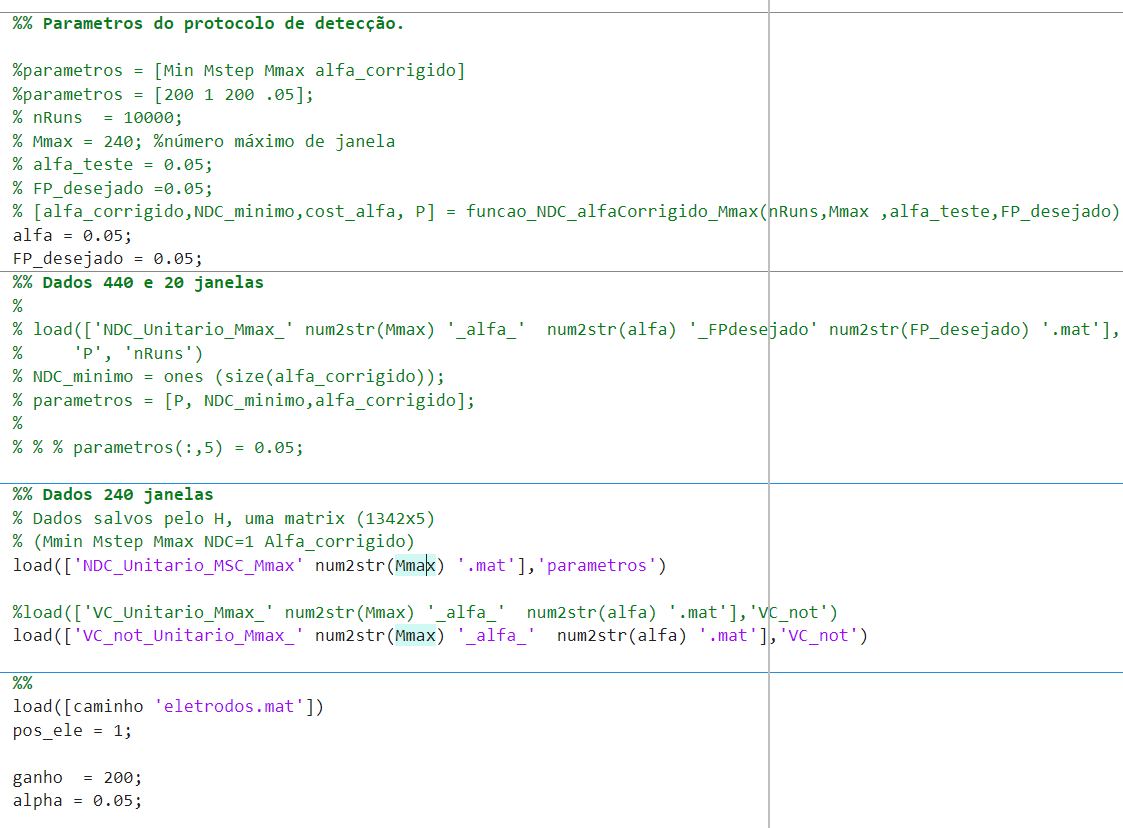 %% Parametros do protocolo de detecção.
%parametros = [Min Mstep Mmax alfa_corrigido]
%parametros = [200 1 200 .05];
% nRuns  = 10000;
% Mmax = 240; %número máximo de janela
% alfa_teste = 0.05;
% FP_desejado =0.05;
% [alfa_corrigido,NDC_minimo,cost_alfa, P] = funcao_NDC_alfaCorrigido_Mmax(nRuns,Mmax ,alfa_teste,FP_desejado)
alfa = 0.05;
FP_desejado = 0.05;
%% Dados 440 e 20 janelas
%
% load(['NDC_Unitario_Mmax_' num2str(Mmax) '_alfa_'  num2str(alfa) '_FPdesejado' num2str(FP_desejado) '.mat'],
%     'P', 'nRuns')
% NDC_minimo = ones (size(alfa_corrigido));
% parametros = [P, NDC_minimo,alfa_corrigido];
%
% % % parametros(:,5) = 0.05;
%% Dados 240 janelas
% Dados salvos pelo H, uma matrix (1342x5)
% (Mmin Mstep Mmax NDC=1 Alfa_corrigido)
load(['NDC_Unitario_MSC_Mmax' num2str(Mmax) '.mat'],'parametros')
%load(['VC_Unitario_Mmax_' num2str(Mmax) '_alfa_'  num2str(alfa) '.mat'],'VC_not')
load(['VC_not_Unitario_Mmax_' num2str(Mmax) '_alfa_'  num2str(alfa) '.mat'],'VC_not')
%%
load([caminho 'eletrodos.mat'])
pos_ele = 1;
ganho  = 200;
alpha = 0.05;